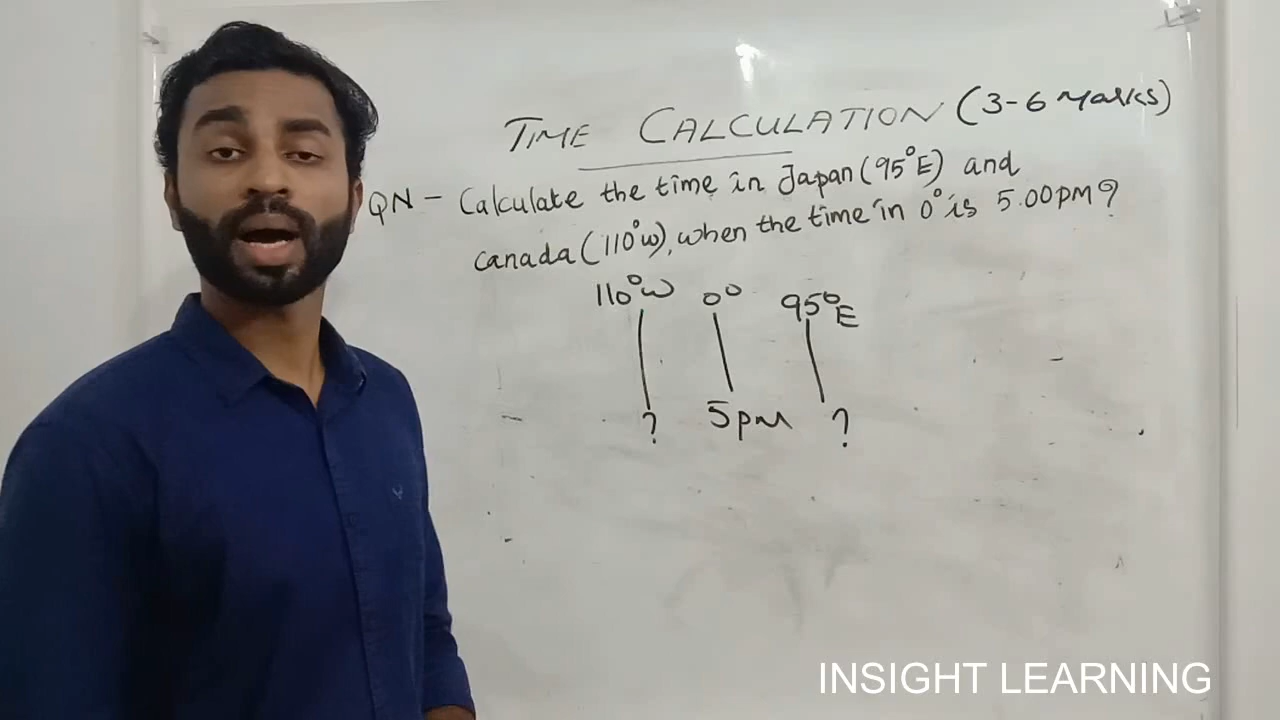 TIME CALCULATION (3-6 Marks)
QN - Calculate the time in Japan (95°E) and
Canada (110°W), when the time in 0° is 5.00pm?
110°W 0° 95°E
? 5pm ?
INSIGHT LEARNING